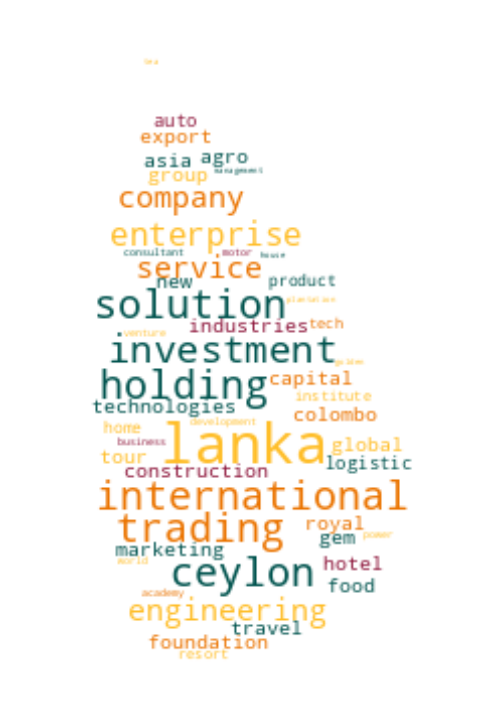 tea
auto
export
asia agro
group management
company
enterprise
consultant motor house
service
new product
solution plantation
industries tech
venture
investment
holding capital
institute
technologies colombo
home development
lanka
business global
tour logistic
construction
international
trading royal
gem power
marketing
world ceylon hotel
food
academy
engineering
travel
foundation
resort